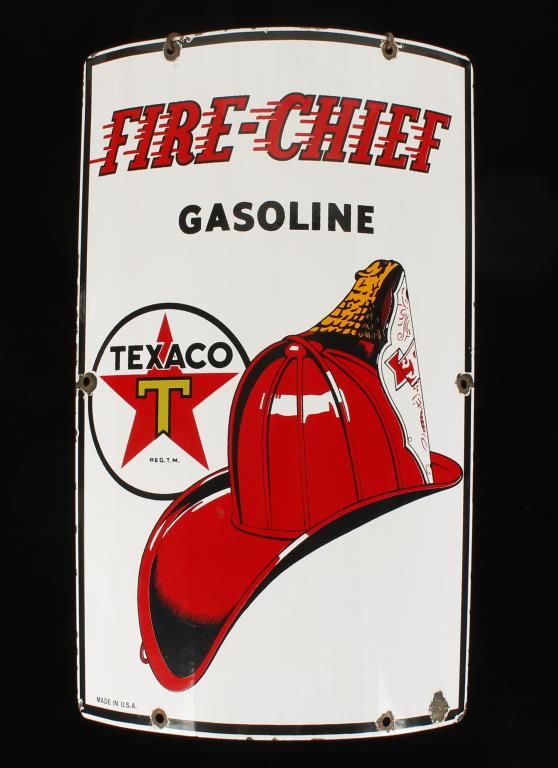 FIRE-CHIEF
GASOLINE
TEXACO
T
REG. T. M.
MADE IN U.S.A.